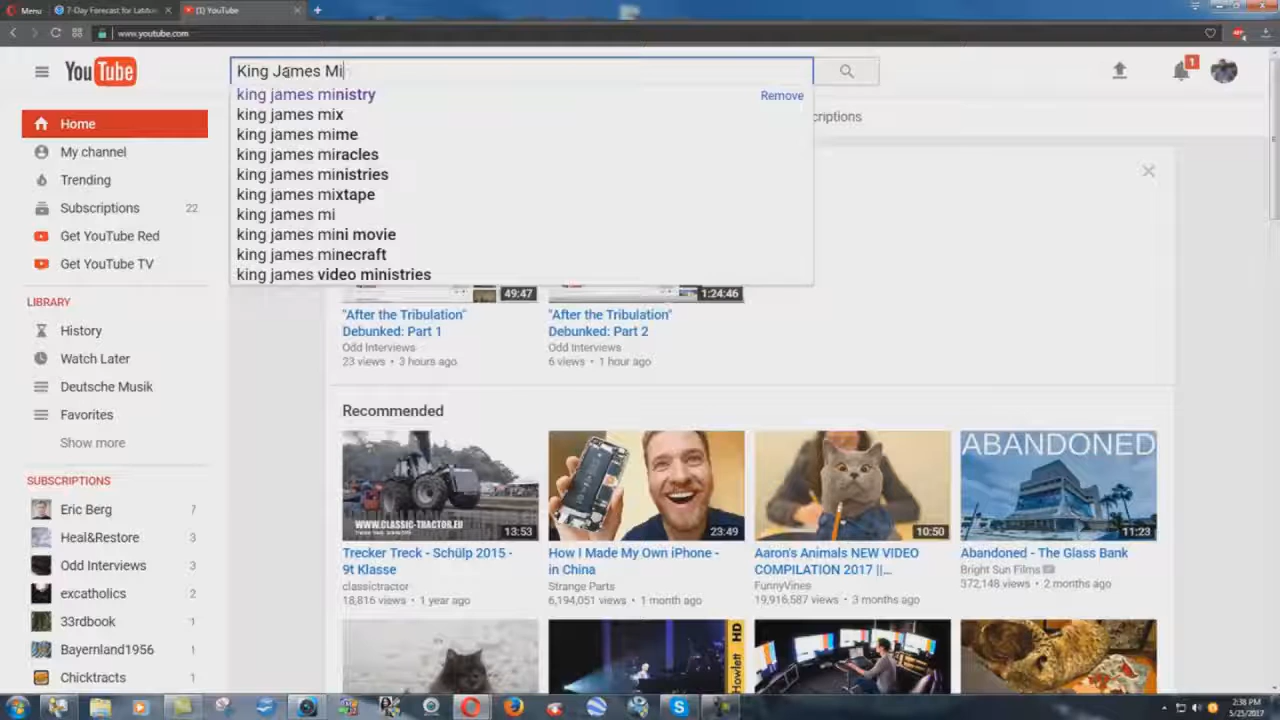 Menu
7-Day Forecast for Latitu
(1) YouTube
www.youtube.com
ABP
YouTube
King James Mi
1
king james ministry
Remove
king james mix
king james mime
king james miracles
king james ministries
king james mixtape
king james mi
king james mini movie
king james minecraft
king james video ministries
criptions
Home
My channel
Trending
Subscriptions 22
Get YouTube Red
Get YouTube TV
LIBRARY
History
Watch Later
Deutsche Musik
Favorites
Show more
SUBSCRIPTIONS
Eric Berg 7
Heal&Restore 3
Odd Interviews 3
excatholics 2
33rdbook 1
Bayernland1956 1
Chicktracts 1
49:47
1:24:46
"After the Tribulation"
Debunked: Part 1
Odd Interviews
23 views • 3 hours ago
"After the Tribulation"
Debunked: Part 2
Odd Interviews
6 views • 1 hour ago
Recommended
WWW.CLASSIC-TRACTOR.EU
13:53
23:49
10:50
ABANDONED
11:23
Trecker Treck - Schülp 2015 -
9t Klasse
classictractor
18,816 views • 1 year ago
How I Made My Own iPhone -
in China
Strange Parts
6,194,051 views • 1 month ago
Aaron's Animals NEW VIDEO
COMPILATION 2017 ||...
FunnyVines
19,916,587 views • 3 months ago
Abandoned - The Glass Bank
Bright Sun Films
372,148 views • 2 months ago
HD
Howlett
2:38 PM
5/25/2017